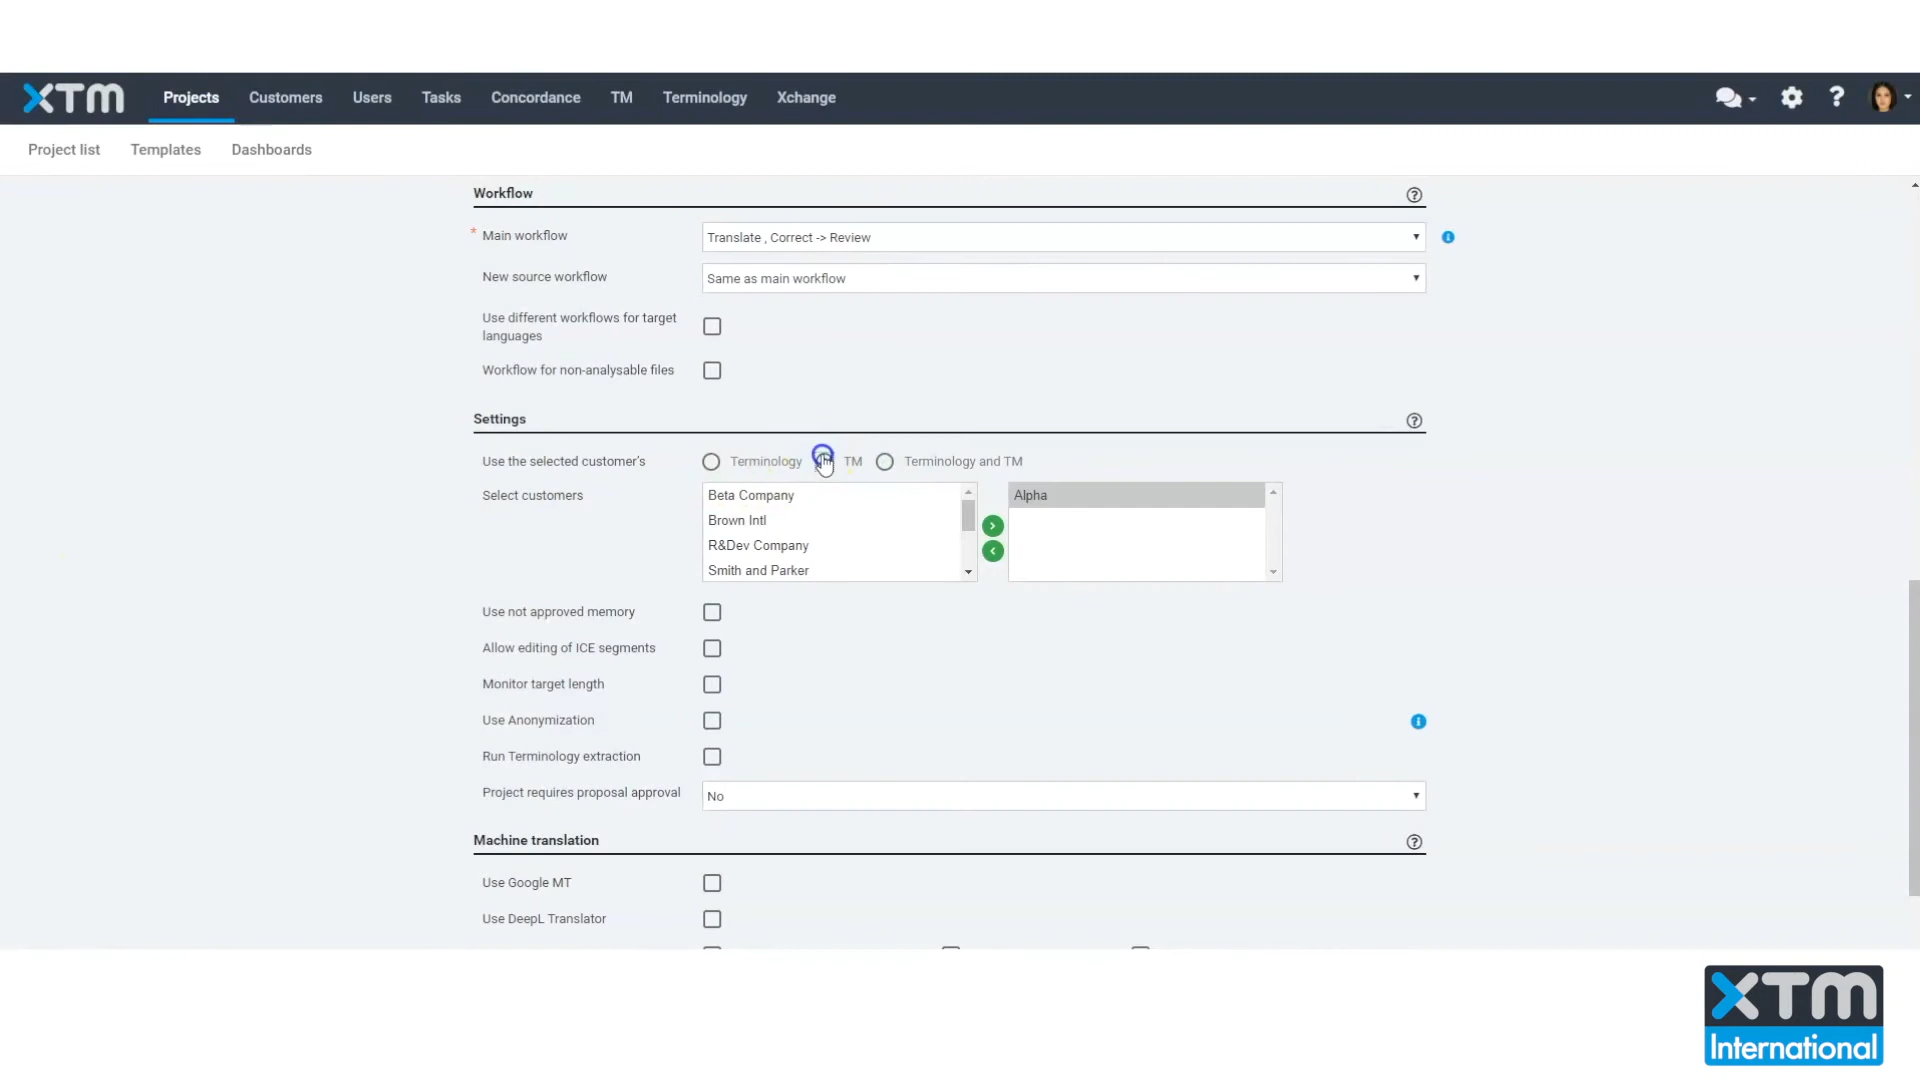 XTM Projects Customers Users Tasks Concordance TM Terminology Xchange
Project list Templates Dashboards
Workflow
* Main workflow Translate , Correct -> Review
New source workflow Same as main workflow
Use different workflows for target
languages
Workflow for non-analysable files
Settings
Use the selected customer's Terminology TM Terminology and TM
Select customers Beta Company Alpha
Brown Intl
R&Dev Company
Smith and Parker
Use not approved memory
Allow editing of ICE segments
Monitor target length
Use Anonymization
Run Terminology extraction
Project requires proposal approval No
Machine translation
Use Google MT
Use DeepL Translator
XTM
International